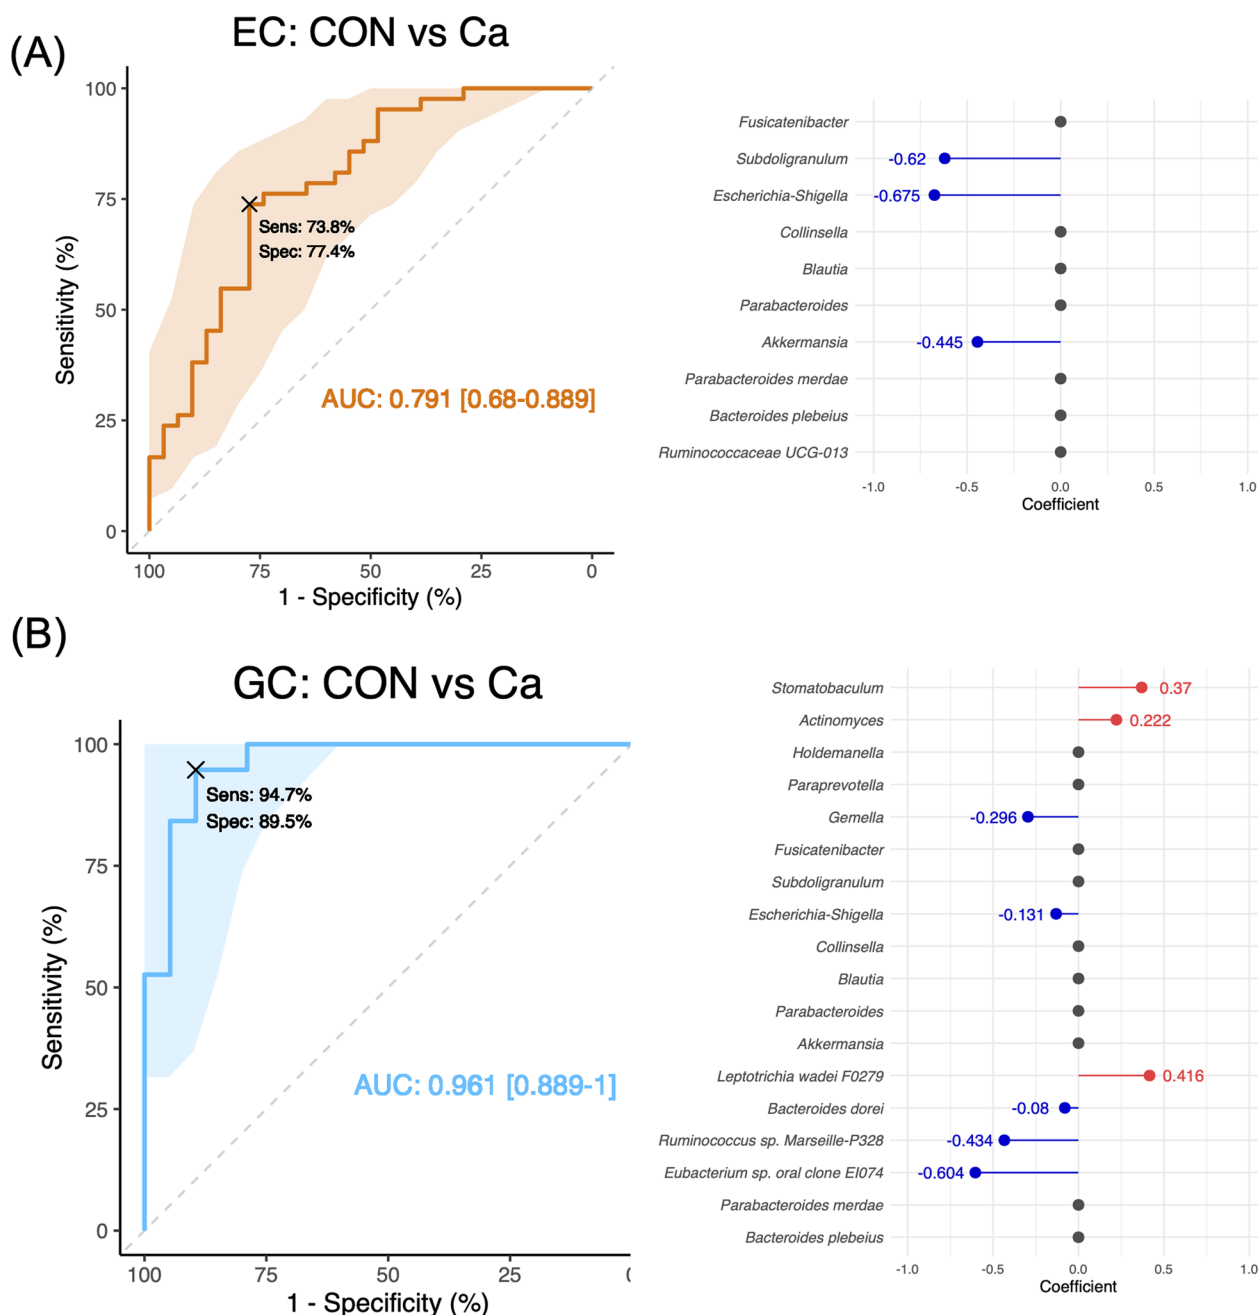 (A)
EC: CON vs Ca
100
75
50
25
0
Sensitivity (%)
Sens: 73.8%
Spec: 77.4%
AUC: 0.791 [0.68-0.889]
100 75 50 25 0
1 - Specificity (%)
Fusicatenibacter
Subdoligranulum -0.62
Escherichia-Shigella -0.675
Collinsella
Blautia
Parabacteroides
Akkermansia -0.445
Parabacteroides merdae
Bacteroides plebeius
Ruminococcaceae UCG-013
-1.0 -0.5 0.0 0.5 1.0
Coefficient
(B)
GC: CON vs Ca
100
75
50
25
0
Sensitivity (%)
Sens: 94.7%
Spec: 89.5%
AUC: 0.961 [0.889-1]
100 75 50 25
1 - Specificity (%)
Stomatobaculum 0.37
Actinomyces 0.222
Holdemanella
Paraprevotella
Gemella -0.296
Fusicatenibacter
Subdoligranulum
Escherichia-Shigella -0.131
Collinsella
Blautia
Parabacteroides
Akkermansia
Leptotrichia wadei F0279 0.416
Bacteroides dorei -0.08
Ruminococcus sp. Marseille-P328 -0.434
Eubacterium sp. oral clone EI074 -0.604
Parabacteroides merdae
Bacteroides plebeius
-1.0 -0.5 0.0 0.5 1.0
Coefficient